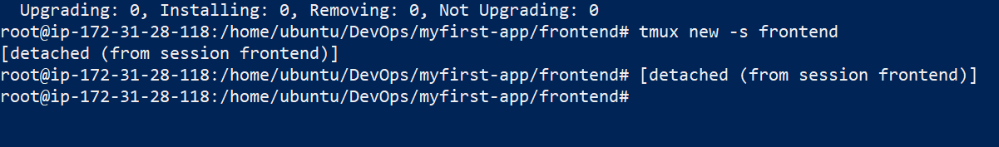 Upgrading: 0, Installing: 0, Removing: 0, Not Upgrading: 0
root@ip-172-31-28-118:/home/ubuntu/DevOps/myfirst-app/frontend# tmux new -s frontend
[detached (from session frontend)]
root@ip-172-31-28-118:/home/ubuntu/DevOps/myfirst-app/frontend# [detached (from session frontend)]
root@ip-172-31-28-118:/home/ubuntu/DevOps/myfirst-app/frontend#